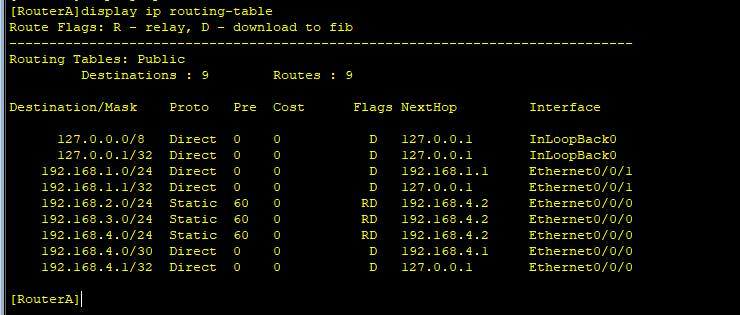 [RouterA]display ip routing-table
Route Flags: R - relay, D - download to fib
------------------------------------------------------------------------------
Routing Tables: Public
         Destinations : 9        Routes : 9
Destination/Mask    Proto   Pre  Cost      Flags NextHop         Interface
      127.0.0.0/8   Direct  0    0           D   127.0.0.1       InLoopBack0
      127.0.0.1/32  Direct  0    0           D   127.0.0.1       InLoopBack0
    192.168.1.0/24  Direct  0    0           D   192.168.1.1     Ethernet0/0/1
    192.168.1.1/32  Direct  0    0           D   127.0.0.1       Ethernet0/0/1
    192.168.2.0/24  Static  60   0          RD   192.168.4.2     Ethernet0/0/0
    192.168.3.0/24  Static  60   0          RD   192.168.4.2     Ethernet0/0/0
    192.168.4.0/24  Static  60   0          RD   192.168.4.2     Ethernet0/0/0
    192.168.4.0/30  Direct  0    0           D   192.168.4.1     Ethernet0/0/0
    192.168.4.1/32  Direct  0    0           D   127.0.0.1       Ethernet0/0/0
[RouterA]